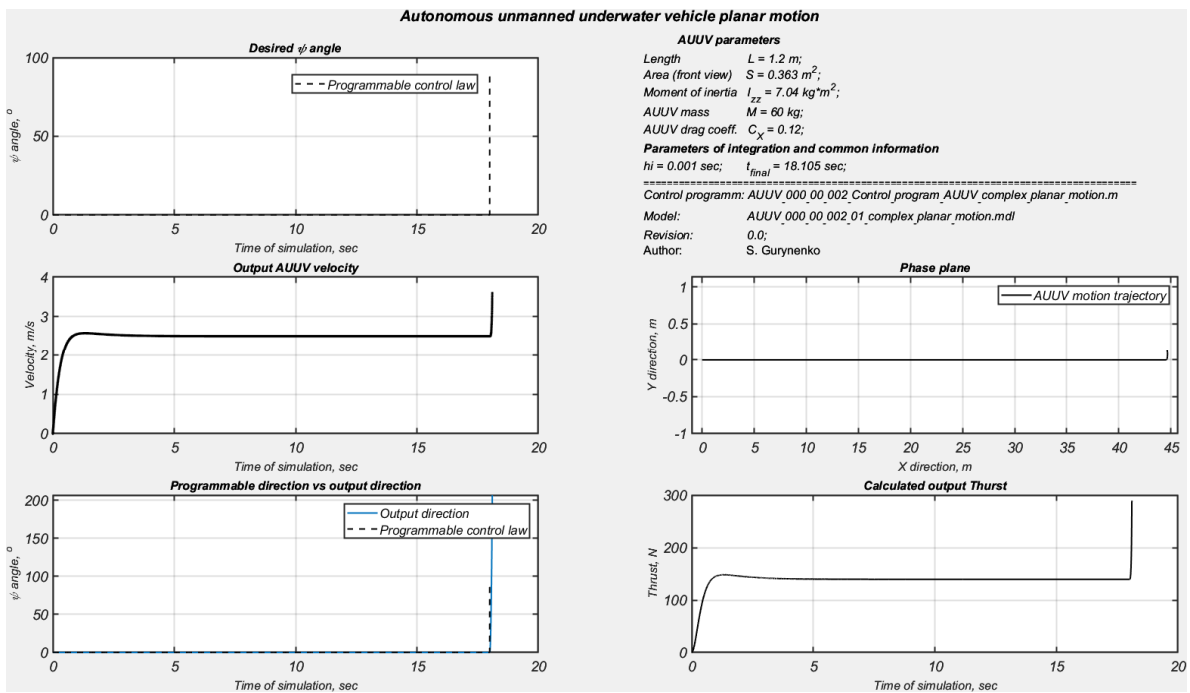 Autonomous unmanned underwater vehicle planar motion
Desired ψ angle
100
50
0
ψ angle, °
Programmable control law
0 5 10 15 20
Time of simulation, sec
AUUV parameters
Length L = 1.2 m;
Area (front view) S = 0.363 m²;
Moment of inertia I_zz = 7.04 kg*m²;
AUUV mass M = 60 kg;
AUUV drag coeff. C_X = 0.12;
Parameters of integration and common information
hi = 0.001 sec; t_final = 18.105 sec;
==========================================================================
Control programm: AUUV_000_00_002_Control_program_AUUV_complex_planar_motion.m
Model: AUUV_000_00_002_01_complex_planar_motion.mdl
Revision: 0.0;
Author: S. Gurynenko
Output AUUV velocity
4
3
2
1
0
Velocity, m/s
0 5 10 15 20
Time of simulation, sec
Phase plane
1
0.5
0
-0.5
-1
Y direction, m
AUUV motion trajectory
0 5 10 15 20 25 30 35 40 45
X direction, m
Programmable direction vs output direction
200
150
100
50
0
ψ angle, °
Output direction
Programmable control law
0 5 10 15 20
Time of simulation, sec
Calculated output Thurst
300
200
100
0
Thrust, N
0 5 10 15 20
Time of simulation, sec